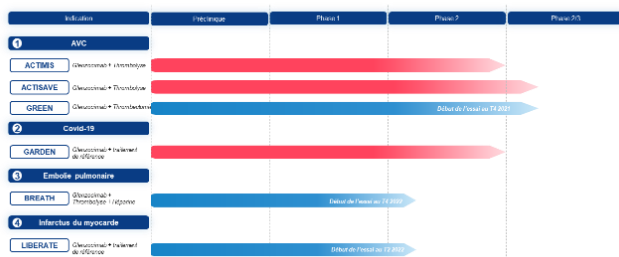 Indication Préclinique Phase 1 Phase 2 Phase 2/3
1 AVC
ACTIMIS Glenzocimab + Thrombolyse
ACTISAVE Glenzocimab + Thrombolyse
GREEN Glenzocimab + Thrombectomie Début de l'essai au T4 2021
2 Covid-19
GARDEN Glenzocimab + traitement
de référence
3 Embolie pulmonaire
BREATH Glenzocimab +
Thrombolyse + Héparine Début de l'essai au T4 2022
4 Infarctus du myocarde
LIBERATE Glenzocimab + traitement
de référence Début de l'essai au 2022